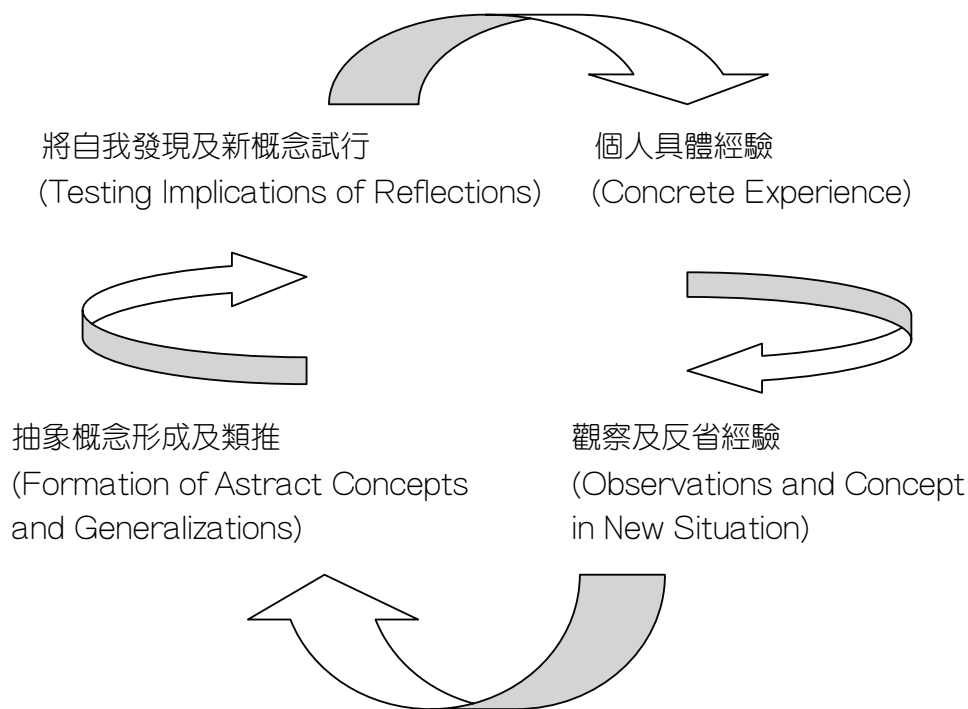 將自我發現及新概念試行
(Testing Implications of Reflections)
個人具體經驗
(Concrete Experience)
抽象概念形成及類推
(Formation of Astract Concepts
and Generalizations)
觀察及反省經驗
(Observations and Concept
in New Situation)